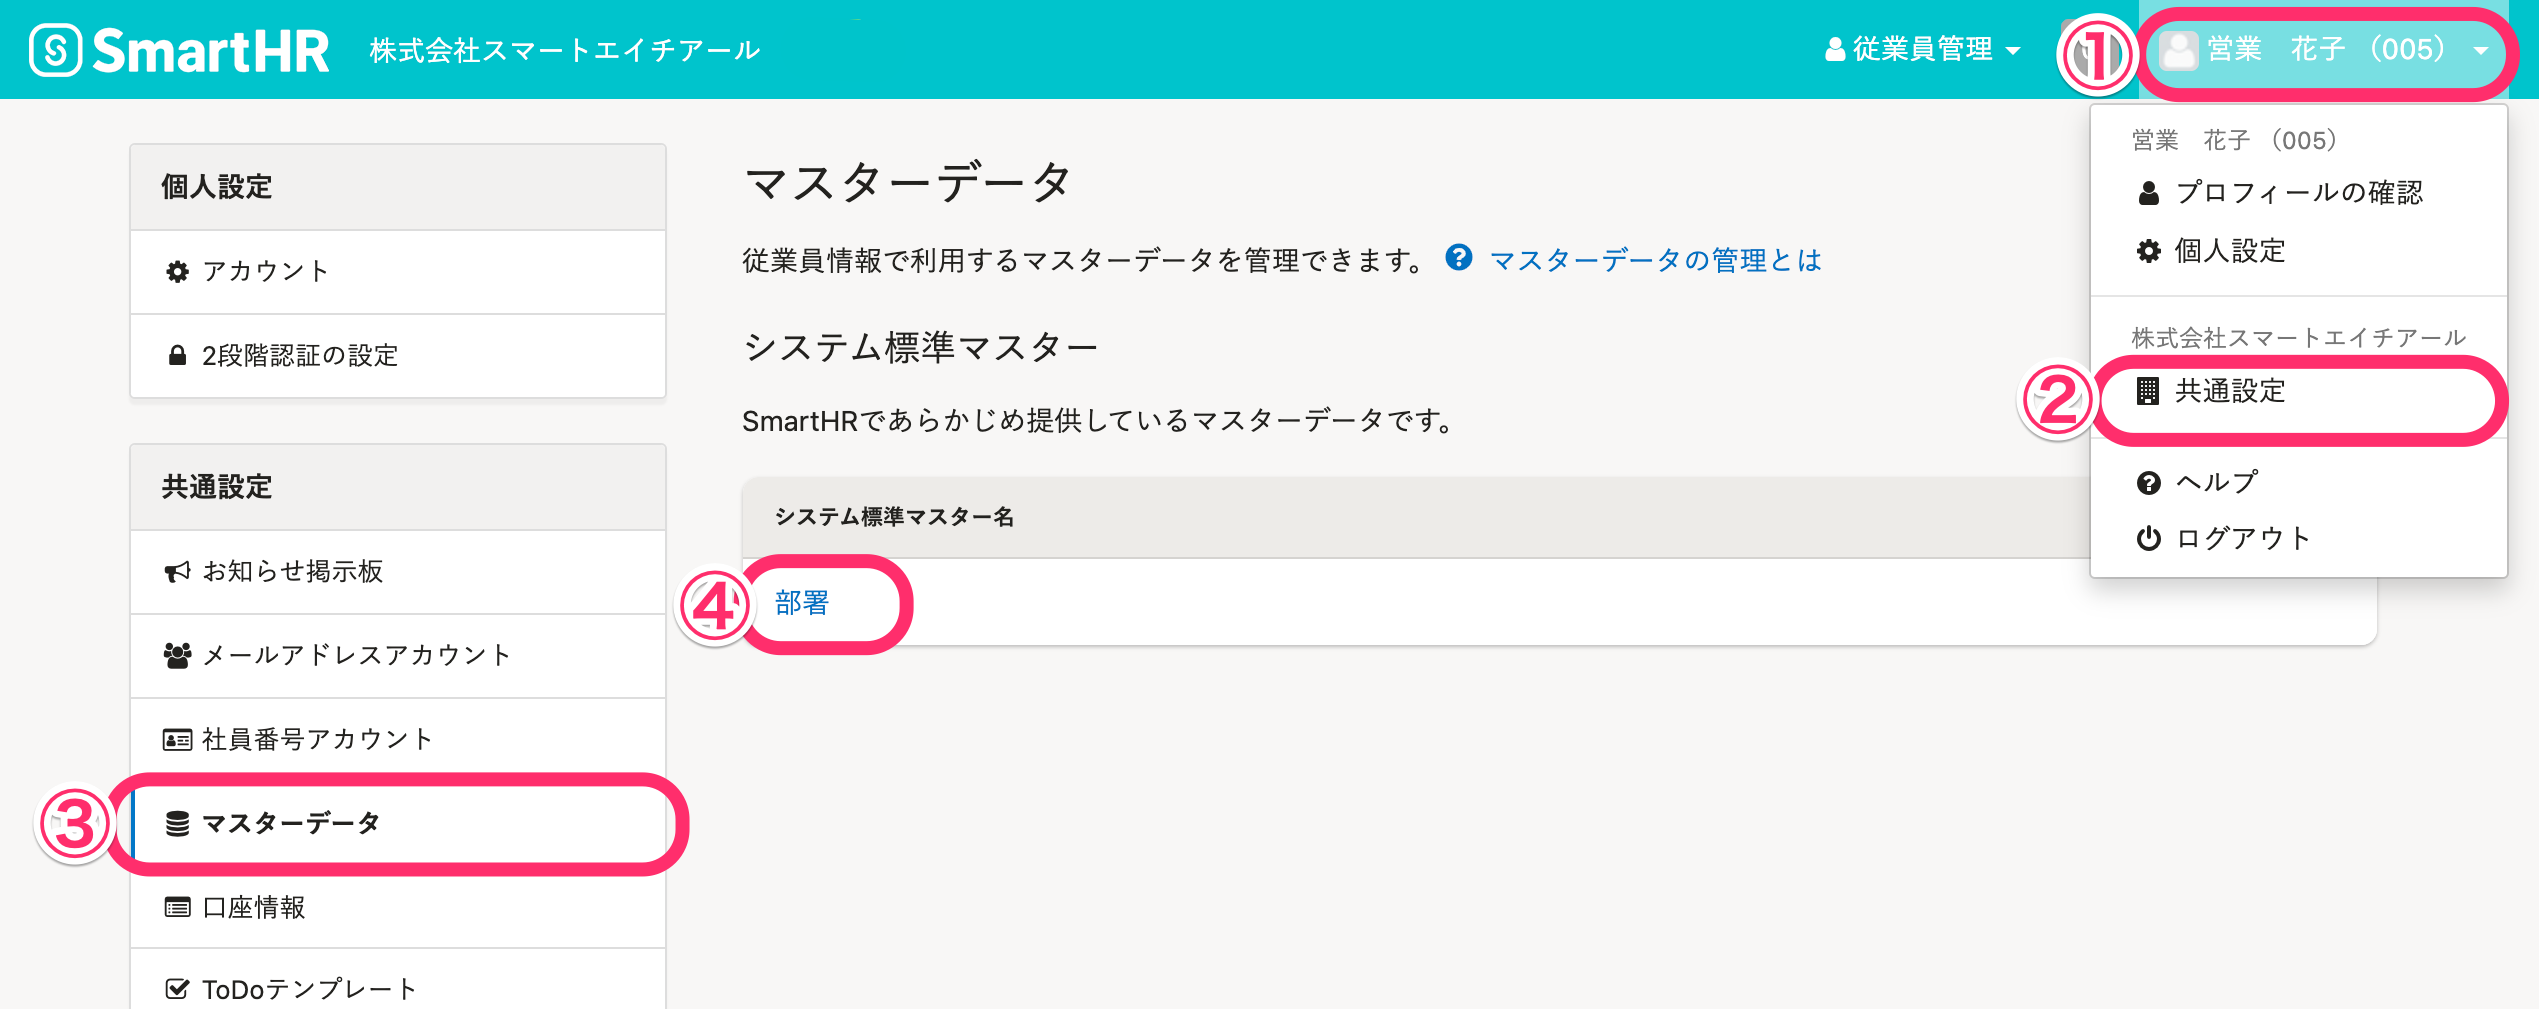 SmartHR 株式会社スマートエイチアール 従業員管理 ① 営業 花子 (005)
営業 花子 (005)
プロフィールの確認
個人設定
株式会社スマートエイチアール
② 共通設定
ヘルプ
ログアウト
個人設定
アカウント
2段階認証の設定
共通設定
お知らせ掲示板
メールアドレスアカウント
社員番号アカウント
③ マスターデータ
口座情報
ToDoテンプレート
マスターデータ
従業員情報で利用するマスターデータを管理できます。 マスターデータの管理とは
システム標準マスター
SmartHRであらかじめ提供しているマスターデータです。
システム標準マスター名
④ 部署